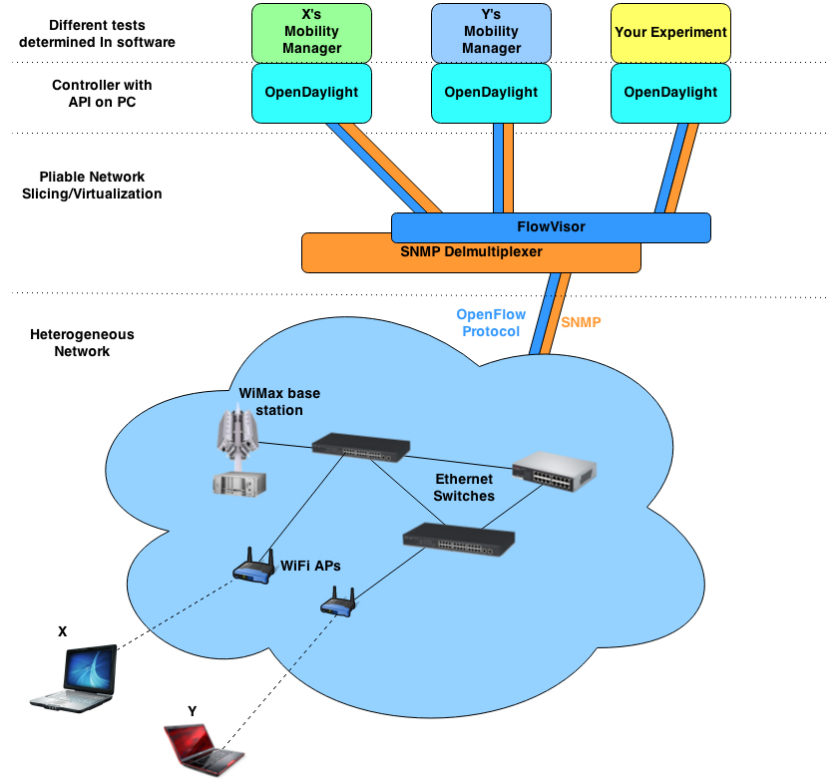 Different tests
determined In software
X's
Mobility
Manager
Y's
Mobility
Manager
Your Experiment
Controller with
API on PC
OpenDaylight
OpenDaylight
OpenDaylight
Pliable Network
Slicing/Virtualization
FlowVisor
SNMP Delmultiplexer
OpenFlow
Protocol
SNMP
Heterogeneous
Network
WiMax base
station
Ethernet
Switches
WiFi APs
X
Y